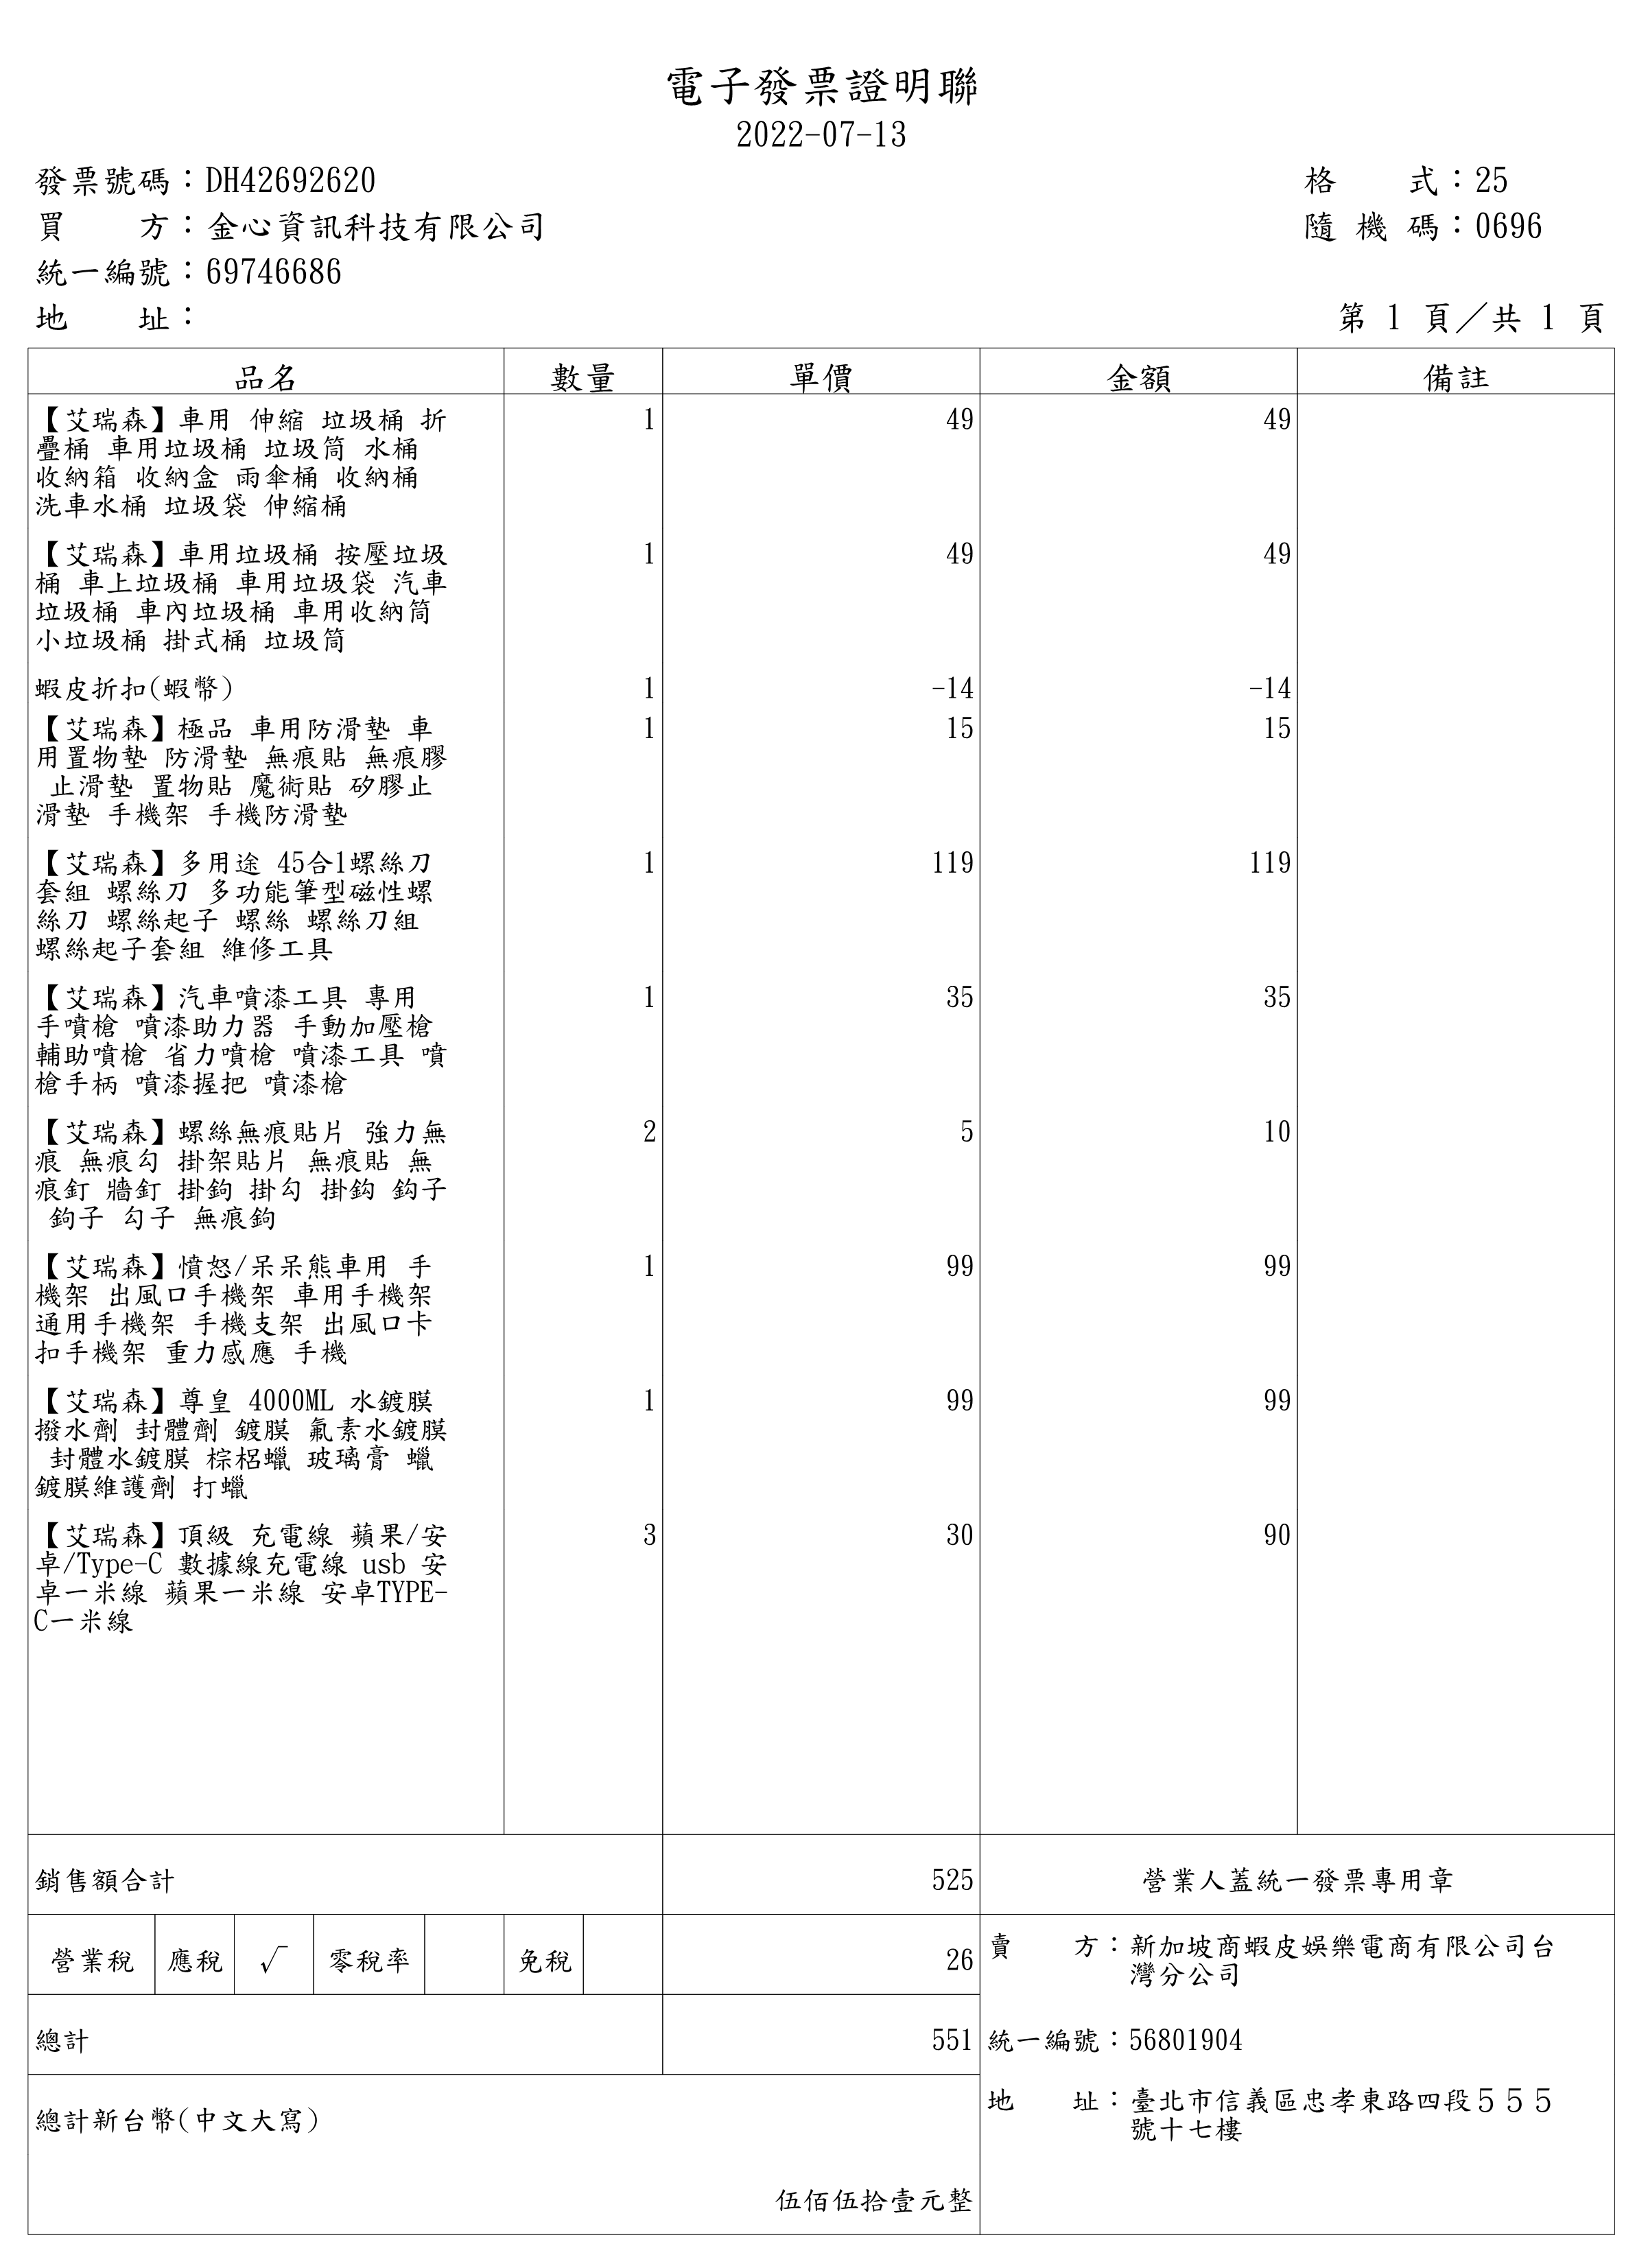 電子發票證明聯
2022-07-13
發票號碼：DH42692620
格　　式：25
買　　方：金心資訊科技有限公司
隨 機 碼：0696
統一編號：69746686
地　　址：
第 1 頁／共 1 頁
品名 數量 單價 金額 備註
【艾瑞森】車用 伸縮 垃圾桶 折 1 49 49
疊桶 車用垃圾桶 垃圾筒 水桶
收納箱 收納盒 雨傘桶 收納桶
洗車水桶 垃圾袋 伸縮桶
【艾瑞森】車用垃圾桶 按壓垃圾 1 49 49
桶 車上垃圾桶 車用垃圾袋 汽車
垃圾桶 車內垃圾桶 車用收納筒
小垃圾桶 掛式桶 垃圾筒
蝦皮折扣(蝦幣) 1 -14 -14
【艾瑞森】極品 車用防滑墊 車 1 15 15
用置物墊 防滑墊 無痕貼 無痕膠
止滑墊 置物貼 魔術貼 矽膠止
滑墊 手機架 手機防滑墊
【艾瑞森】多用途 45合1螺絲刀 1 119 119
套組 螺絲刀 多功能筆型磁性螺
絲刀 螺絲起子 螺絲 螺絲刀組
螺絲起子套組 維修工具
【艾瑞森】汽車噴漆工具 專用 1 35 35
手噴槍 噴漆助力器 手動加壓槍
輔助噴槍 省力噴槍 噴漆工具 噴
槍手柄 噴漆握把 噴漆槍
【艾瑞森】螺絲無痕貼片 強力無 2 5 10
痕 無痕勾 掛架貼片 無痕貼 無
痕釘 牆釘 掛鉤 掛勾 掛鈎 鈎子
鉤子 勾子 無痕鉤
【艾瑞森】憤怒/呆呆熊車用 手 1 99 99
機架 出風口手機架 車用手機架
通用手機架 手機支架 出風口卡
扣手機架 重力感應 手機
【艾瑞森】尊皇 4000ML 水鍍膜 1 99 99
撥水劑 封體劑 鍍膜 氟素水鍍膜
封體水鍍膜 棕梠蠟 玻璃膏 蠟
鍍膜維護劑 打蠟
【艾瑞森】頂級 充電線 蘋果/安 3 30 90
卓/Type-C 數據線充電線 usb 安
卓一米線 蘋果一米線 安卓TYPE-
C一米線
銷售額合計 525 營業人蓋統一發票專用章
營業稅 應稅 √ 零稅率 免稅 26
賣　　方：新加坡商蝦皮娛樂電商有限公司台
灣分公司
總計 551
統一編號：56801904
地　　址：臺北市信義區忠孝東路四段５５５
號十七樓
總計新台幣(中文大寫)
伍佰伍拾壹元整